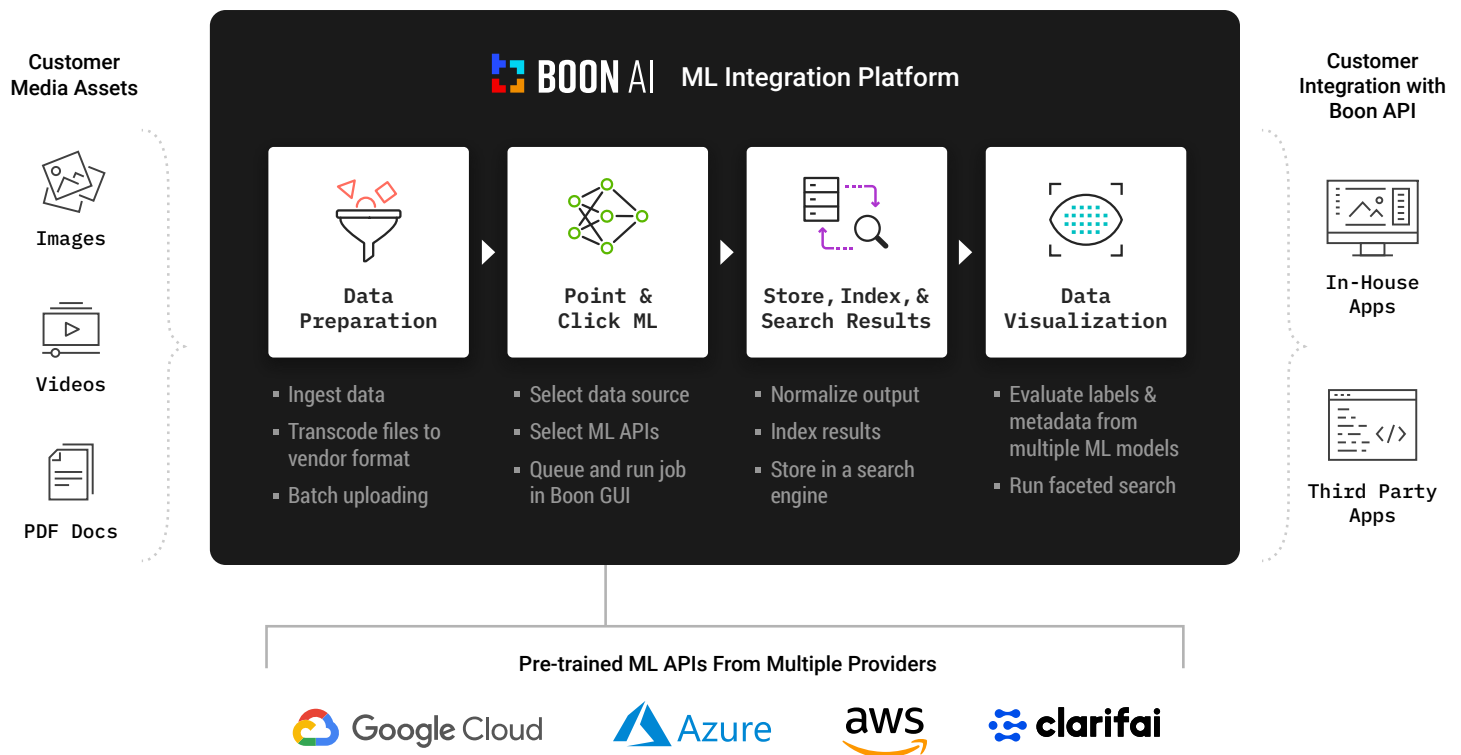 Customer
Media Assets
Images
Videos
PDF Docs
BOON AI ML Integration Platform
Data
Preparation
▪ Ingest data
▪ Transcode files to
vendor format
▪ Batch uploading
Point &
Click ML
▪ Select data source
▪ Select ML APIs
▪ Queue and run job
in Boon GUI
Store, Index, &
Search Results
▪ Normalize output
▪ Index results
▪ Store in a search
engine
Data
Visualization
▪ Evaluate labels &
metadata from
multiple ML models
▪ Run faceted search
Customer
Integration with
Boon API
In-House
Apps
</>
Third Party
Apps
Pre-trained ML APIs From Multiple Providers
Google Cloud
Azure
aws
clarifai